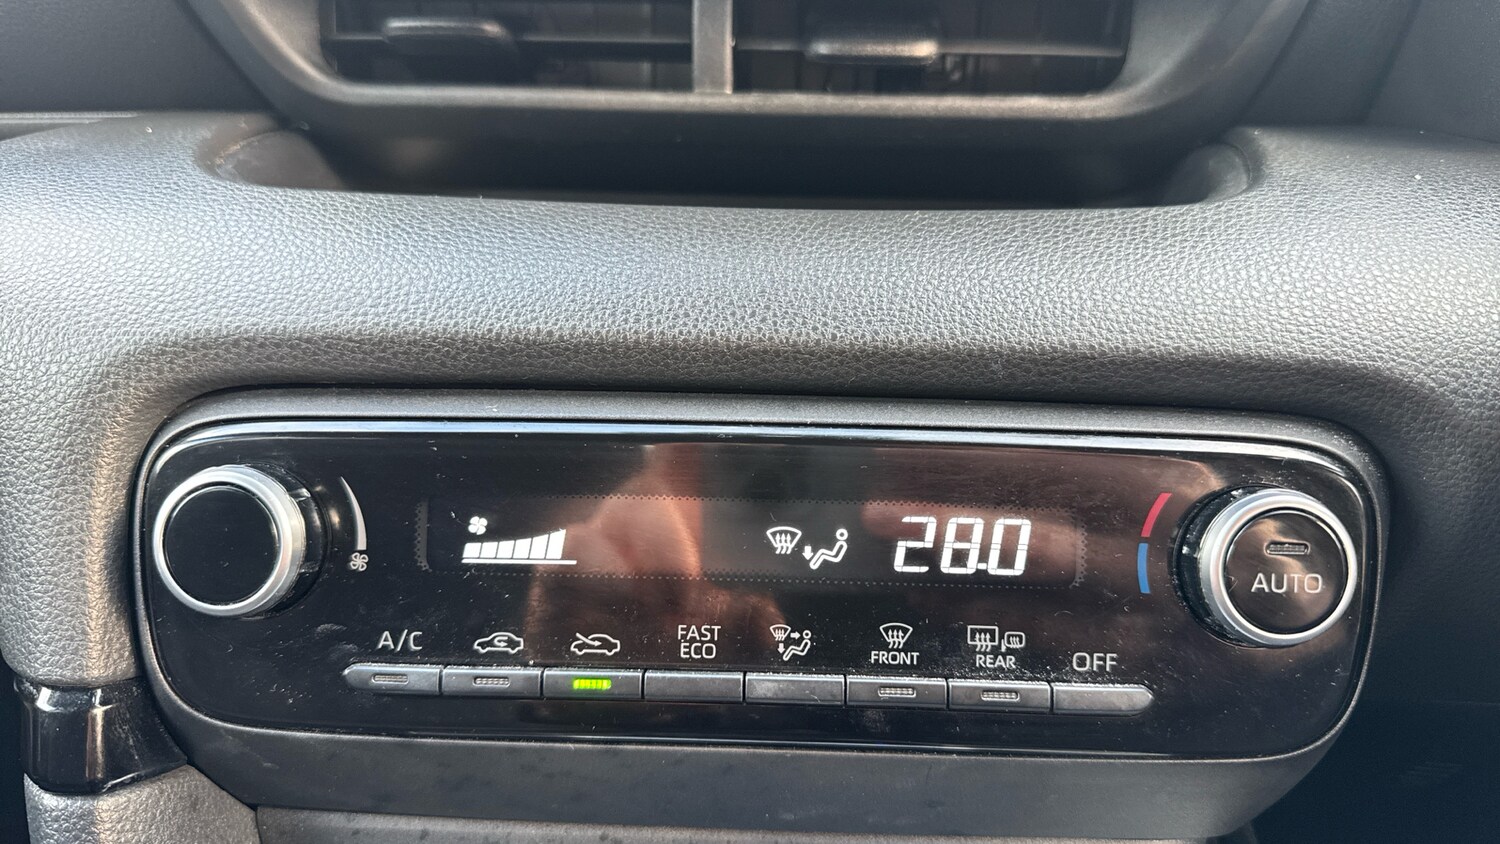 28.0
AUTO
A/C
FAST
ECO
FRONT
REAR
OFF